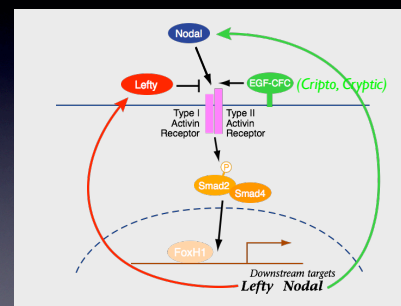 Nodal
Lefty
EGF-CFC (Cripto, Cryptic)
Type I Type II
Activin Activin
Receptor Receptor
P
Smad2
Smad4
FoxH1
Downstream targets
Lefty Nodal